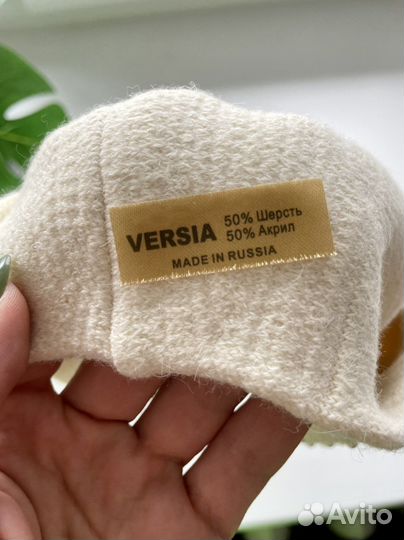 VERSIA 50% Шерсть
50% Акрил
MADE IN RUSSIA
Avito